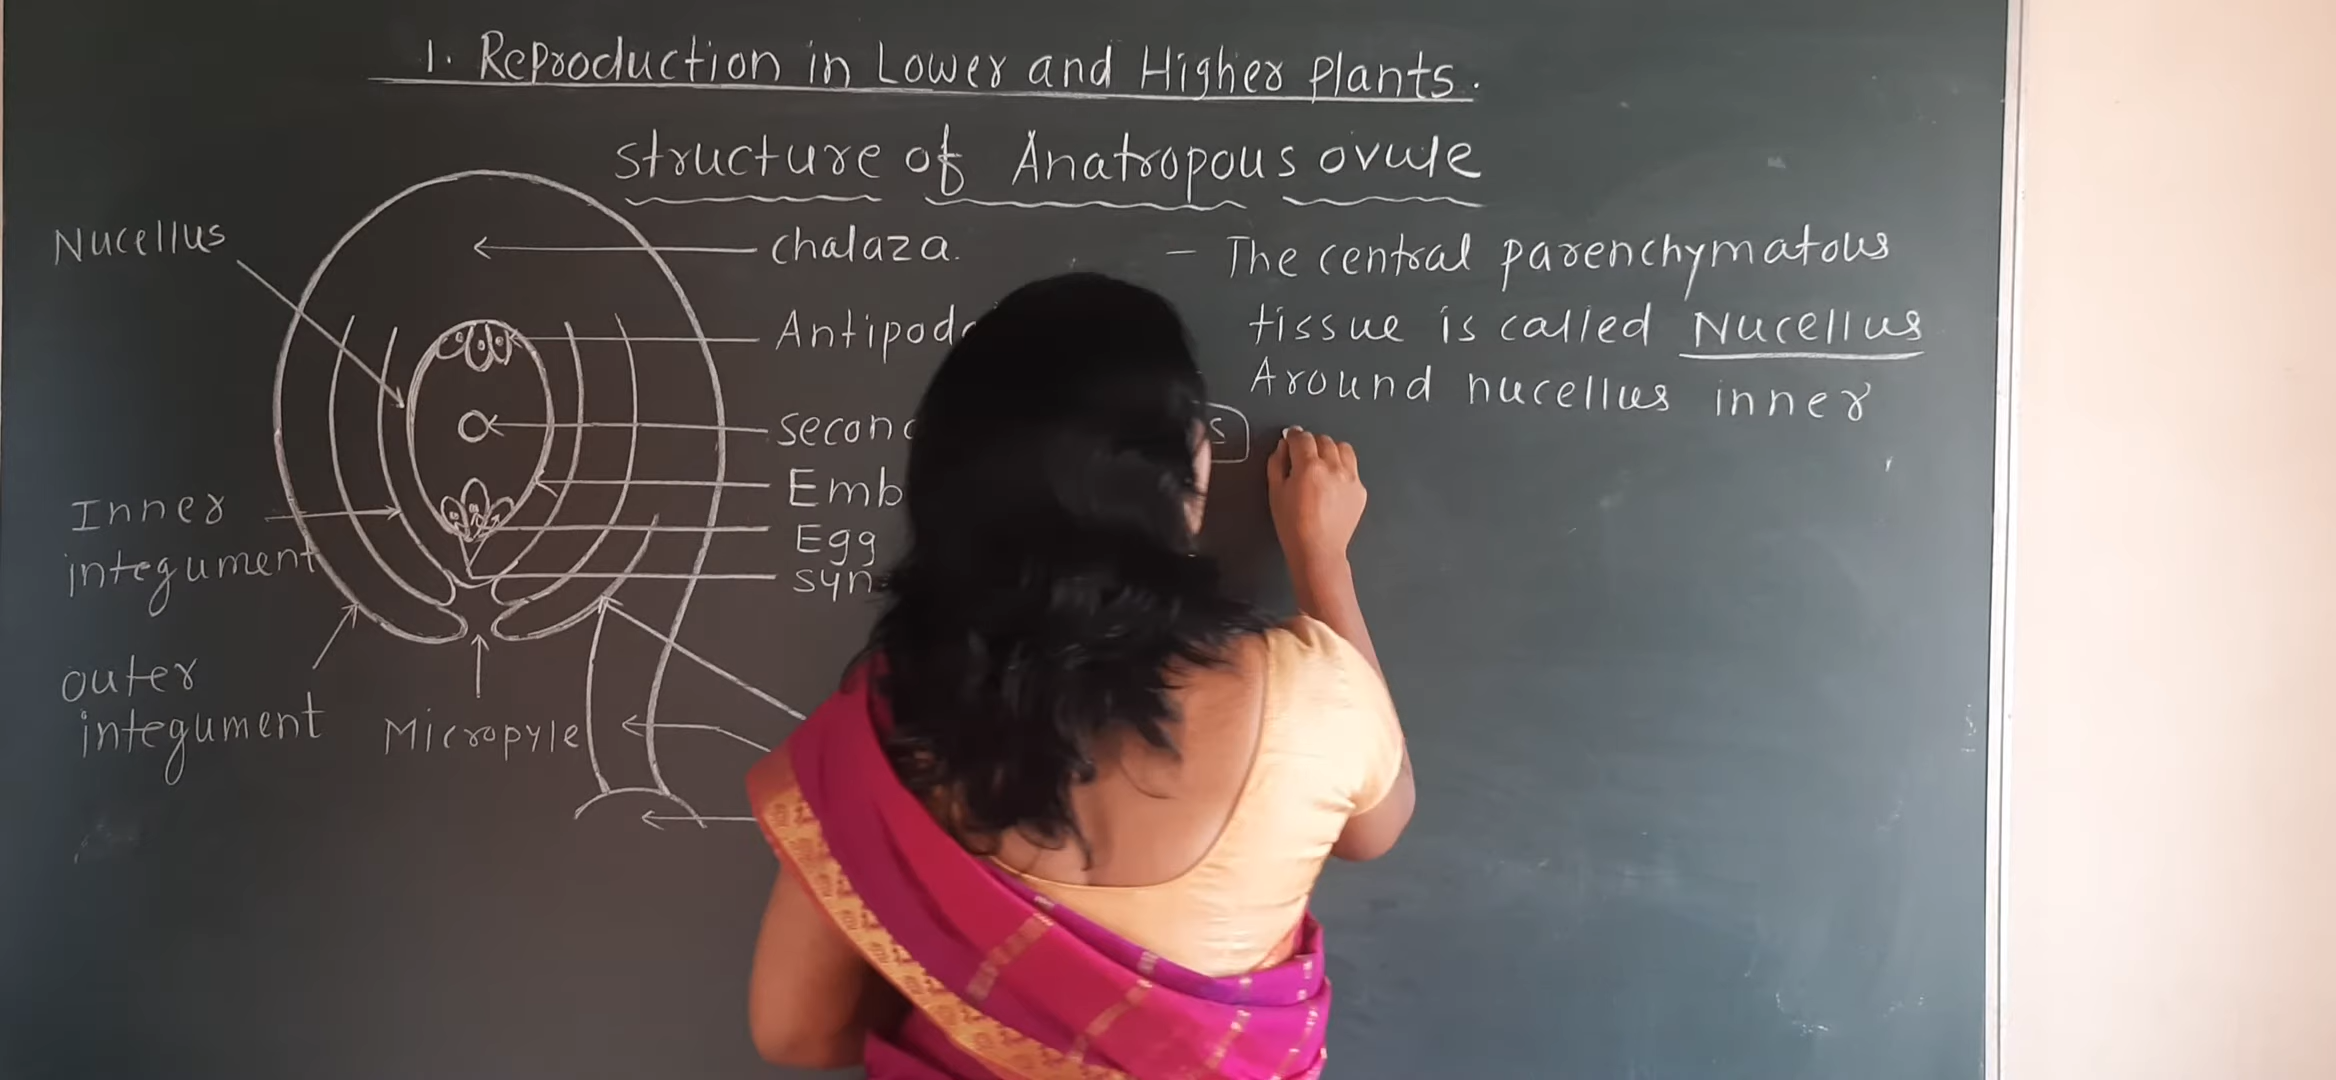 1. Reproduction in Lower and Higher Plants.
Structure of Anatropous ovule
Nucellus
Inner
integument
outer
integument
Micropyle
chalaza.
Antipod
Secon
Emb
Egg
Syn
S
- The central parenchymatous
tissue is called Nucellus
Around nucellus inner